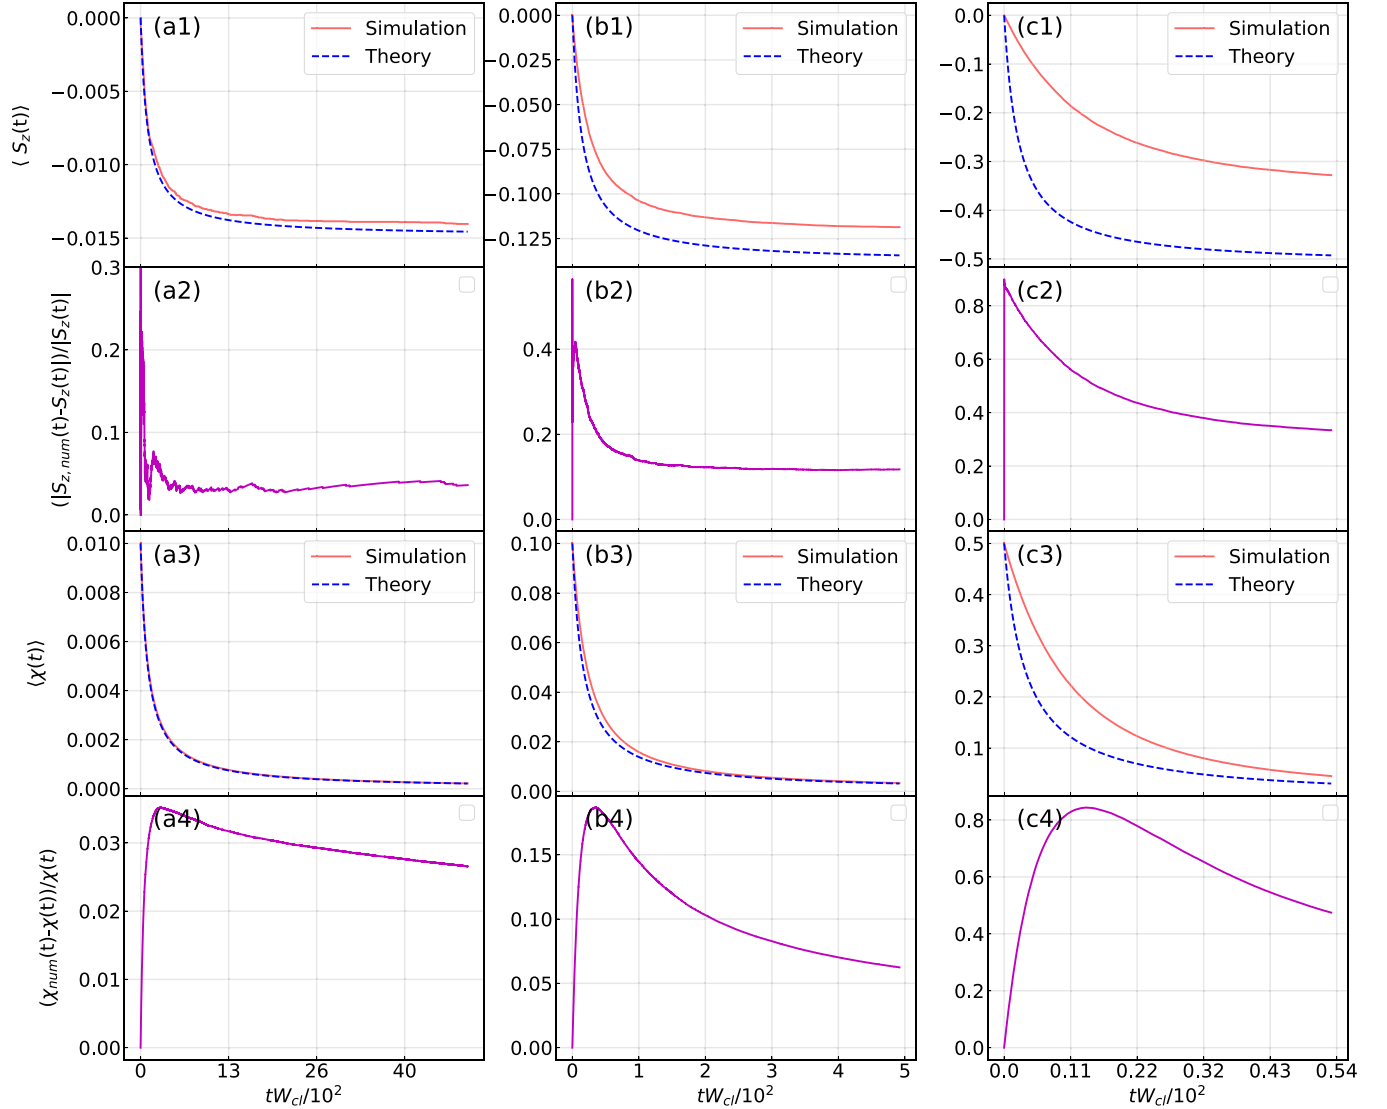 (a1)
Simulation
Theory
0.000
−0.005
−0.010
−0.015
⟨ S_z(t)⟩
(b1)
Simulation
Theory
0.000
−0.025
−0.050
−0.075
−0.100
−0.125
(c1)
Simulation
Theory
0.0
−0.1
−0.2
−0.3
−0.4
−0.5
(a2)
0.3
0.2
0.1
0.0
(|S_{z,num}(t)-S_z(t)|)/|S_z(t)|
(b2)
0.4
0.2
0.0
(c2)
0.8
0.6
0.4
0.2
0.0
(a3)
Simulation
Theory
0.010
0.008
0.006
0.004
0.002
0.000
⟨χ(t)⟩
(b3)
Simulation
Theory
0.10
0.08
0.06
0.04
0.02
0.00
(c3)
Simulation
Theory
0.5
0.4
0.3
0.2
0.1
(a4)
0.03
0.02
0.01
0.00
(χ_{num}(t)-χ(t))/χ(t)
0 13 26 40
tW_{cl}/10^2
(b4)
0.15
0.10
0.05
0.00
0 1 2 3 4 5
tW_{cl}/10^2
(c4)
0.8
0.6
0.4
0.2
0.0
0.0 0.11 0.22 0.32 0.43 0.54
tW_{cl}/10^2